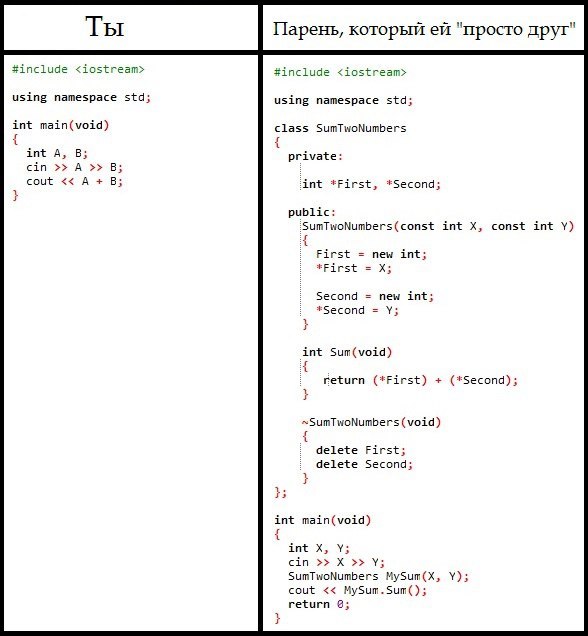 Ты
#include <iostream>
using namespace std;
int main(void)
{
int A, B;
cin >> A >> B;
cout << A + B;
}
Парень, который ей "просто друг"
#include <iostream>
using namespace std;
class SumTwoNumbers
{
private:
int *First, *Second;
public:
SumTwoNumbers(const int X, const int Y)
{
First = new int;
*First = X;
Second = new int;
*Second = Y;
}
int Sum(void)
{
return (*First) + (*Second);
}
~SumTwoNumbers(void)
{
delete First;
delete Second;
}
};
int main(void)
{
int X, Y;
cin >> X >> Y;
SumTwoNumbers MySum(X, Y);
cout << MySum.Sum();
return 0;
}